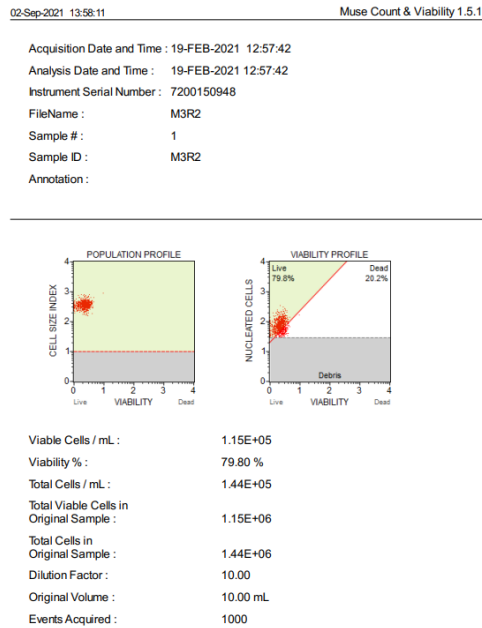 02-Sep-2021 13:58:11 Muse Count & Viability 1.5.1
Acquisition Date and Time : 19-FEB-2021 12:57:42
Analysis Date and Time : 19-FEB-2021 12:57:42
Instrument Serial Number : 7200150948
FileName : M3R2
Sample # : 1
Sample ID : M3R2
Annotation :
POPULATION PROFILE
4
3
2
1
0
CELL SIZE INDEX
0 1 2 3 4
Live VIABILITY Dead
VIABILITY PROFILE
4
3
2
1
0
NUCLEATED CELLS
Live Dead
79.8% 20.2%
Debris
0 1 2 3 4
Live VIABILITY Dead
Viable Cells / mL : 1.15E+05
Viability % : 79.80 %
Total Cells / mL : 1.44E+05
Total Viable Cells in
Original Sample : 1.15E+06
Total Cells in
Original Sample : 1.44E+06
Dilution Factor : 10.00
Original Volume : 10.00 mL
Events Acquired : 1000